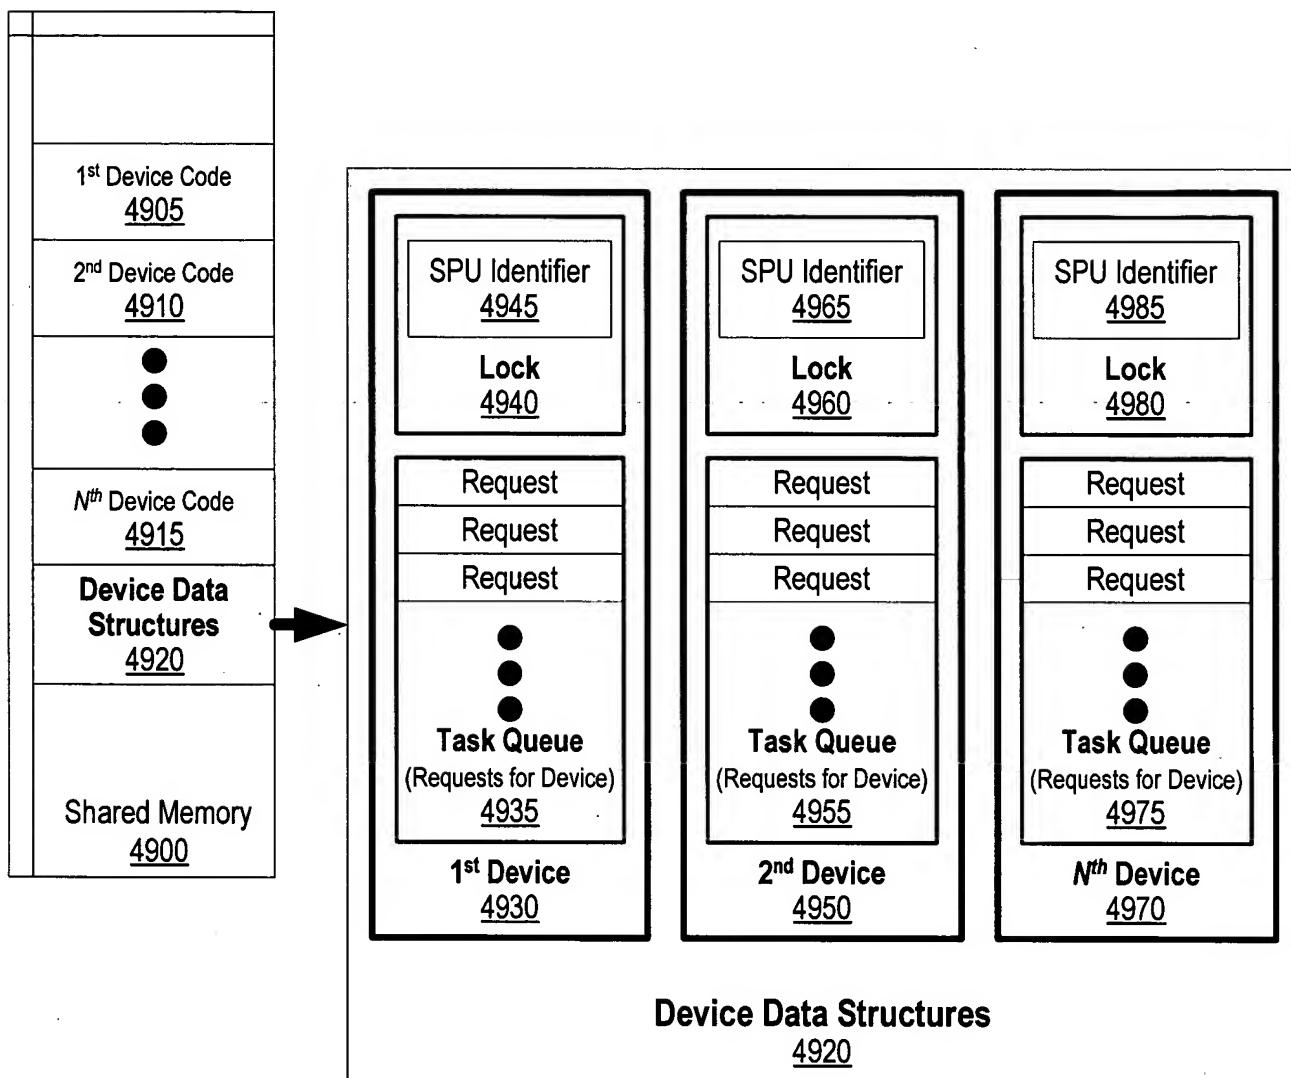 1st Device Code
4905
2nd Device Code
4910
Nth Device Code
4915
Device Data
Structures
4920
Shared Memory
4900
SPU Identifier
4945
Lock
4940
Request
Request
Request
Task Queue
(Requests for Device)
4935
1st Device
4930
SPU Identifier
4965
Lock
4960
Request
Request
Request
Task Queue
(Requests for Device)
4955
2nd Device
4950
SPU Identifier
4985
Lock
4980
Request
Request
Request
Task Queue
(Requests for Device)
4975
Nth Device
4970
Device Data Structures
4920